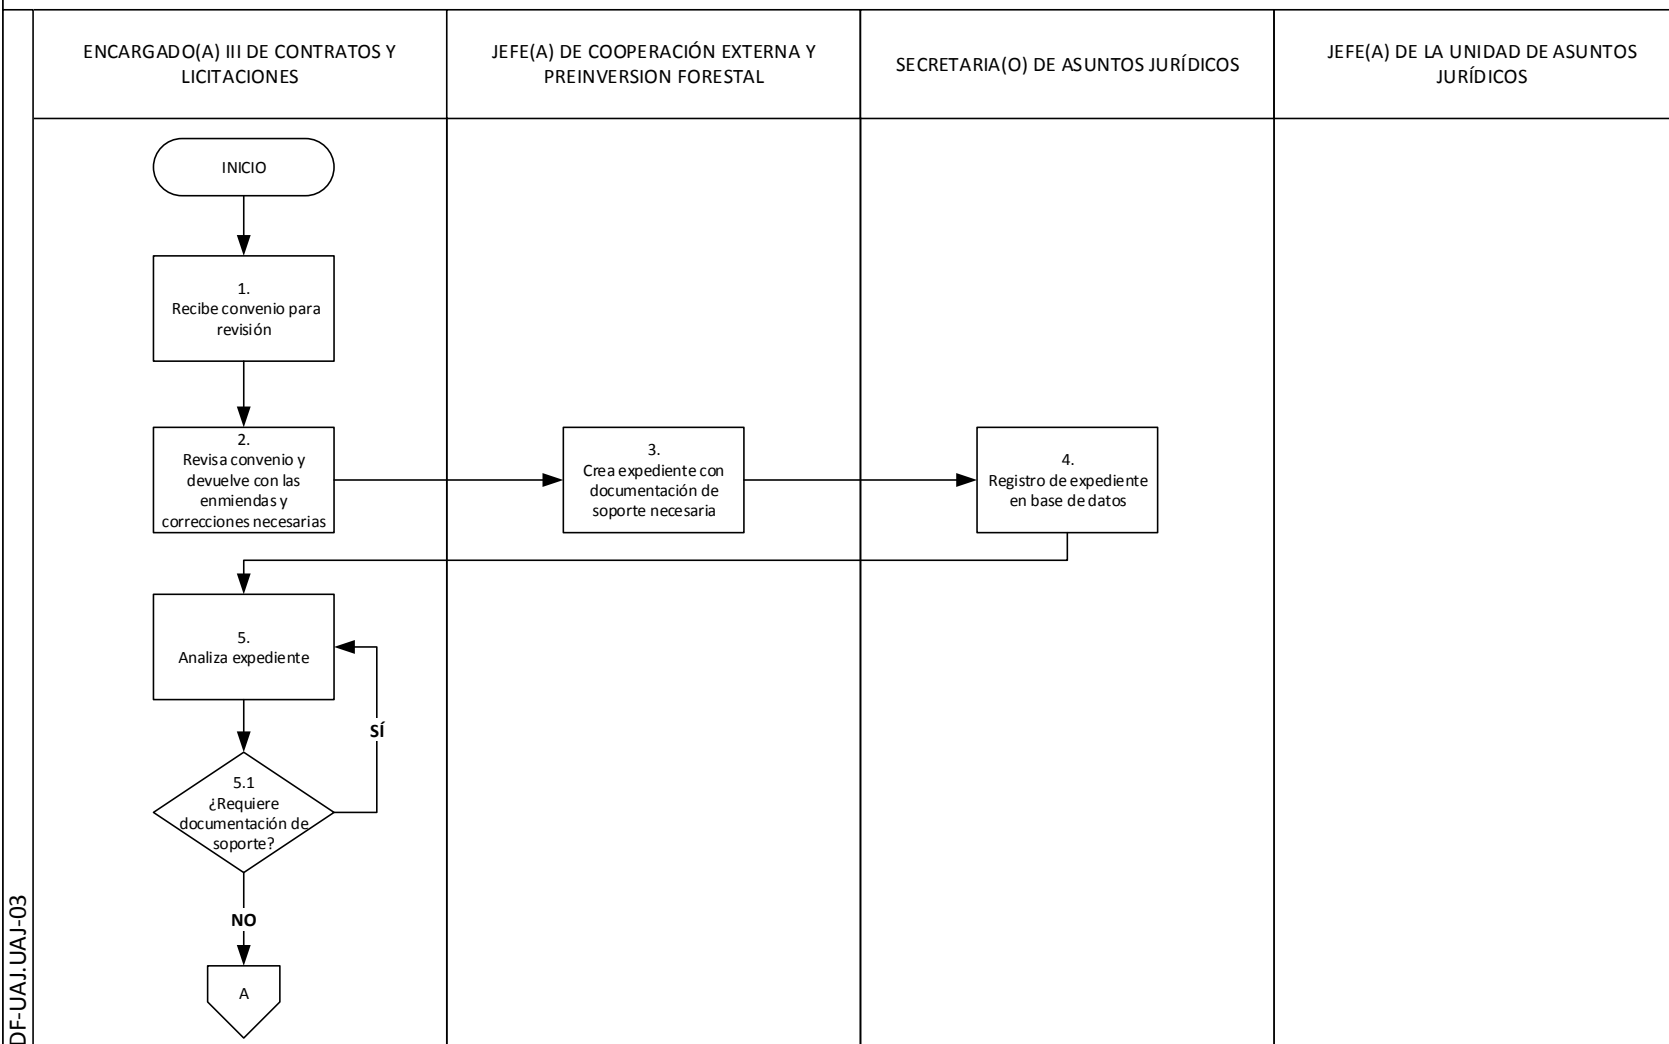 ENCARGADO(A) III DE CONTRATOS Y
LICITACIONES
JEFE(A) DE COOPERACIÓN EXTERNA Y
PREINVERSION FORESTAL
SECRETARIA(O) DE ASUNTOS JURÍDICOS
JEFE(A) DE LA UNIDAD DE ASUNTOS
JURÍDICOS
INICIO
1.
Recibe convenio para
revisión
2.
Revisa convenio y
devuelve con las
enmiendas y
correcciones necesarias
3.
Crea expediente con
documentación de
soporte necesaria
4.
Registro de expediente
en base de datos
5.
Analiza expediente
SÍ
5.1
¿Requiere
documentación de
soporte?
NO
A
DF-UAJ.UAJ-03